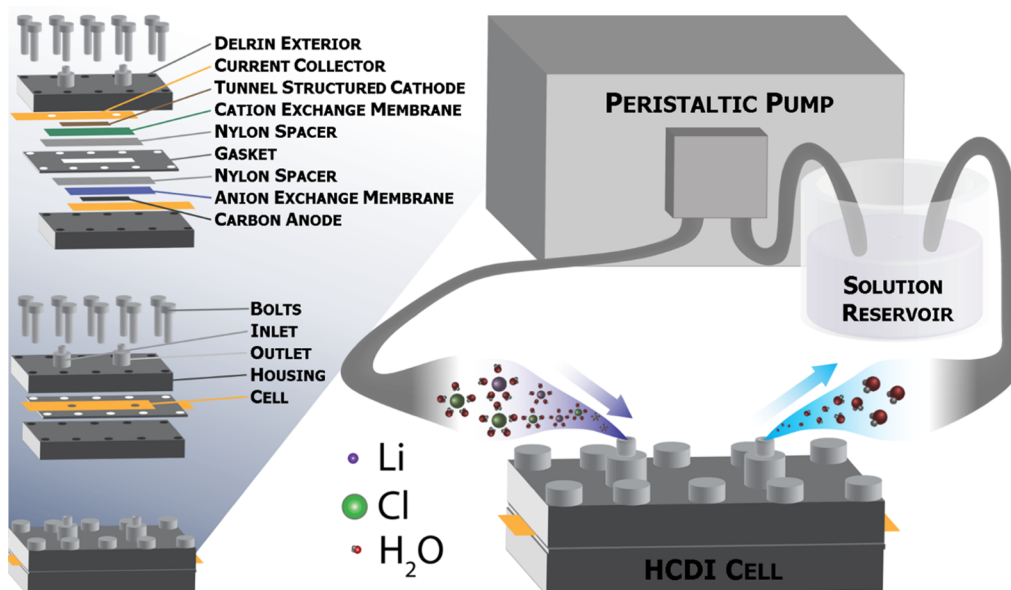 DELRIN EXTERIOR
CURRENT COLLECTOR
TUNNEL STRUCTURED CATHODE
CATION EXCHANGE MEMBRANE
NYLON SPACER
GASKET
NYLON SPACER
ANION EXCHANGE MEMBRANE
CARBON ANODE
BOLTS
INLET
OUTLET
HOUSING
CELL
PERISTALTIC PUMP
SOLUTION
RESERVOIR
Li
Cl
H₂O
HCDI CELL